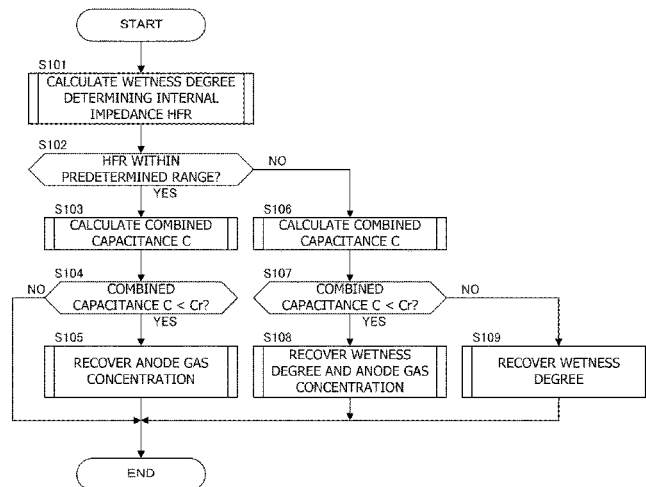 START
S101
CALCULATE WETNESS DEGREE
DETERMINING INTERNAL
IMPEDANCE HFR
S102
HFR WITHIN
PREDETERMINED RANGE?
NO
YES
S103
CALCULATE COMBINED
CAPACITANCE C
S106
CALCULATE COMBINED
CAPACITANCE C
S104
NO
COMBINED
CAPACITANCE C < Cr?
YES
S107
COMBINED
CAPACITANCE C < Cr?
NO
YES
S105
RECOVER ANODE GAS
CONCENTRATION
S108
RECOVER WETNESS
DEGREE AND ANODE GAS
CONCENTRATION
S109
RECOVER WETNESS
DEGREE
END